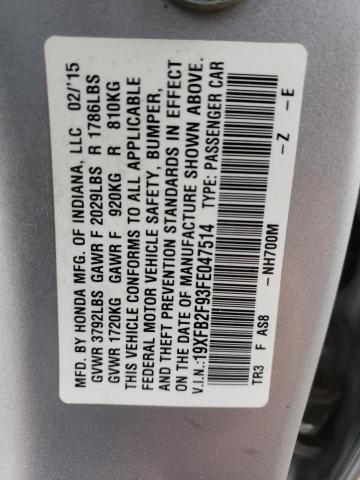 MFD. BY HONDA MFG. OF INDIANA, LLC 02/'15
GVWR 3792LBS GAWR F 2029LBS R 1786LBS
GVWR 1720KG GAWR F 920KG R 810KG
THIS VEHICLE CONFORMS TO ALL APPLICABLE
FEDERAL MOTOR VEHICLE SAFETY, BUMPER,
AND THEFT PREVENTION STANDARDS IN EFFECT
ON THE DATE OF MANUFACTURE SHOWN ABOVE.
V.I.N.:19XFB2F93FE047514 TYPE: PASSENGER CAR
TR3 F AS8 -NH700M -Z -E